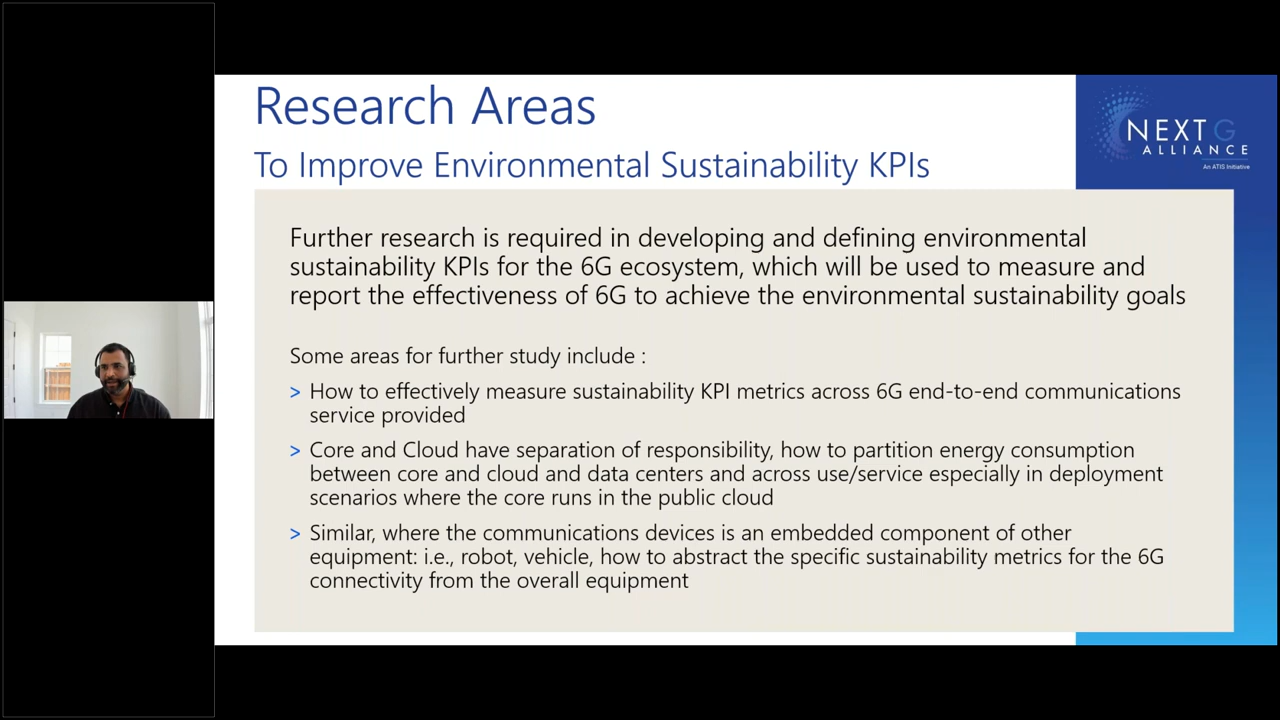 Research Areas
To Improve Environmental Sustainability KPIs
NEXT G
ALLIANCE
An ATIS Initiative
Further research is required in developing and defining environmental
sustainability KPIs for the 6G ecosystem, which will be used to measure and
report the effectiveness of 6G to achieve the environmental sustainability goals
Some areas for further study include :
> How to effectively measure sustainability KPI metrics across 6G end-to-end communications
service provided
> Core and Cloud have separation of responsibility, how to partition energy consumption
between core and cloud and data centers and across use/service especially in deployment
scenarios where the core runs in the public cloud
> Similar, where the communications devices is an embedded component of other
equipment: i.e., robot, vehicle, how to abstract the specific sustainability metrics for the 6G
connectivity from the overall equipment